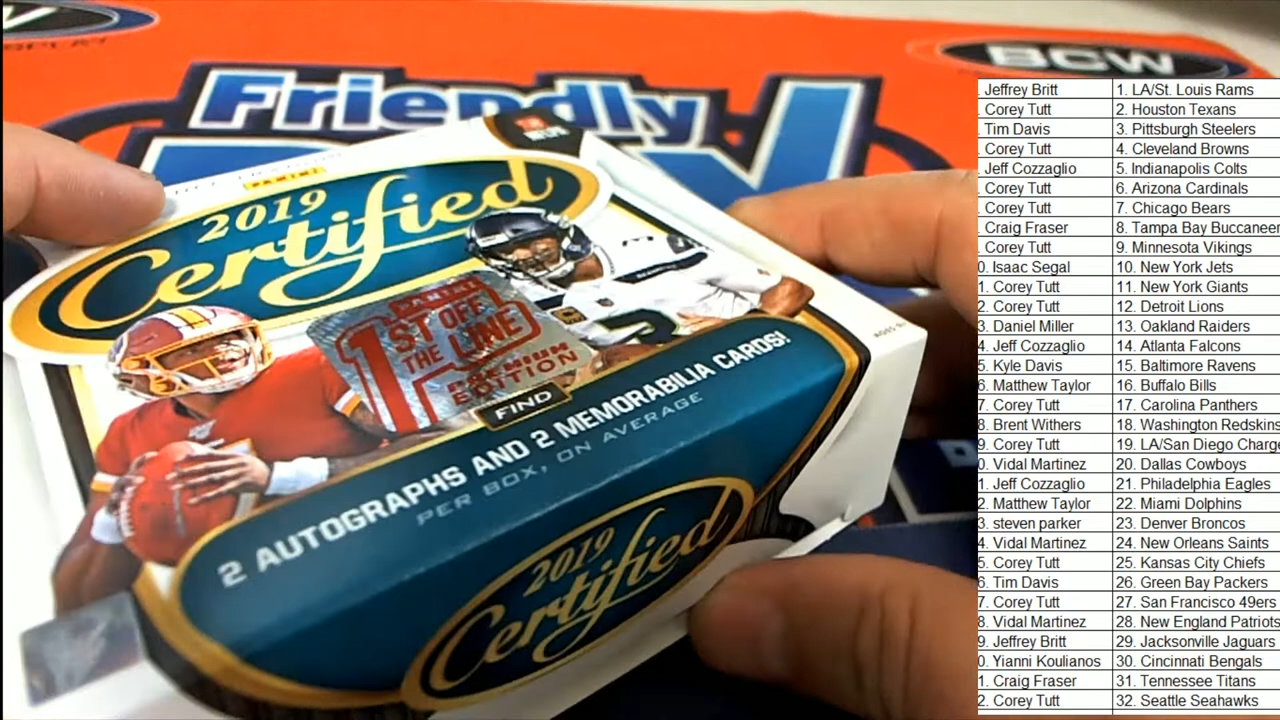 BCW
Friendly
PANINI
2019
Certified
PANINI
1ST OFF
THE LINE
PREMIUM
EDITION
FIND
2 AUTOGRAPHS AND 2 MEMORABILIA CARDS!
PER BOX, ON AVERAGE
2019
Certified
. Jeffrey Britt 1. LA/St. Louis Rams
Corey Tutt 2. Houston Texans
. Tim Davis 3. Pittsburgh Steelers
. Corey Tutt 4. Cleveland Browns
. Jeff Cozzaglio 5. Indianapolis Colts
. Corey Tutt 6. Arizona Cardinals
. Corey Tutt 7. Chicago Bears
. Craig Fraser 8. Tampa Bay Buccaneer
. Corey Tutt 9. Minnesota Vikings
0. Isaac Segal 10. New York Jets
1. Corey Tutt 11. New York Giants
2. Corey Tutt 12. Detroit Lions
3. Daniel Miller 13. Oakland Raiders
4. Jeff Cozzaglio 14. Atlanta Falcons
5. Kyle Davis 15. Baltimore Ravens
6. Matthew Taylor 16. Buffalo Bills
7. Corey Tutt 17. Carolina Panthers
8. Brent Withers 18. Washington Redskins
9. Corey Tutt 19. LA/San Diego Charge
0. Vidal Martinez 20. Dallas Cowboys
1. Jeff Cozzaglio 21. Philadelphia Eagles
2. Matthew Taylor 22. Miami Dolphins
3. steven parker 23. Denver Broncos
4. Vidal Martinez 24. New Orleans Saints
5. Corey Tutt 25. Kansas City Chiefs
6. Tim Davis 26. Green Bay Packers
7. Corey Tutt 27. San Francisco 49ers
8. Vidal Martinez 28. New England Patriots
9. Jeffrey Britt 29. Jacksonville Jaguars
0. Yianni Koulianos 30. Cincinnati Bengals
1. Craig Fraser 31. Tennessee Titans
2. Corey Tutt 32. Seattle Seahawks